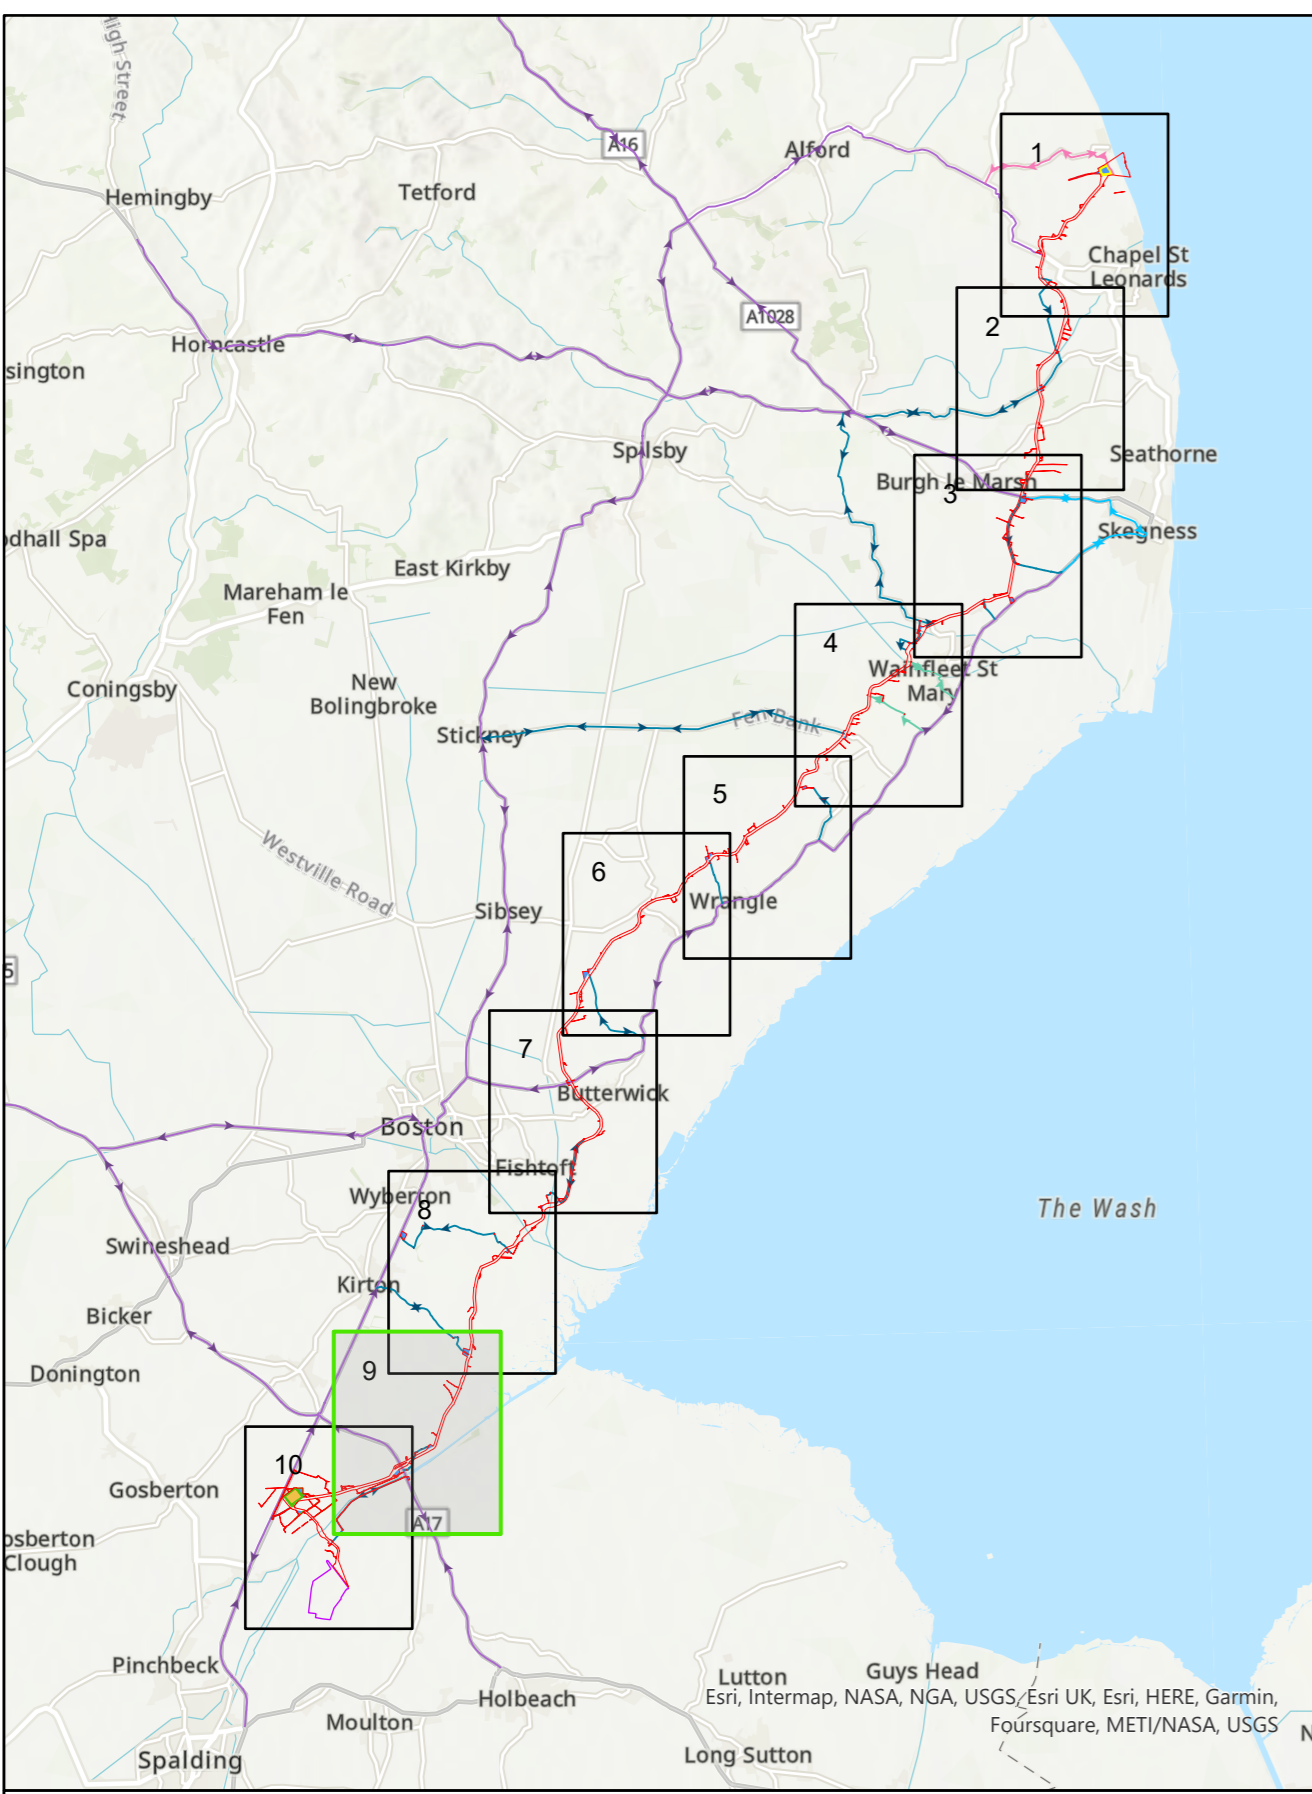 High Street
A16
Alford
1
Hemingby
Tetford
Chapel St
Leonards
A1028
2
Horncastle
sington
Spilsby
Seathorne
Burgh le Marsh
3
Skegness
odhall Spa
East Kirkby
Mareham le
Fen
4
Wainfleet St
Mary
Coningsby
New
Bolingbroke
Fen Bank
Stickney
5
Westville Road
6
Wrangle
Sibsey
5
7
Butterwick
Boston
Fishtoft
Wyberton
8
The Wash
Swineshead
Kirton
Bicker
9
Donington
10
Gosberton
A17
osberton
Clough
Pinchbeck
Lutton
Guys Head
Holbeach
Esri, Intermap, NASA, NGA, USGS, Esri UK, Esri, HERE, Garmin,
Foursquare, METI/NASA, USGS
Moulton
N
Spalding
Long Sutton